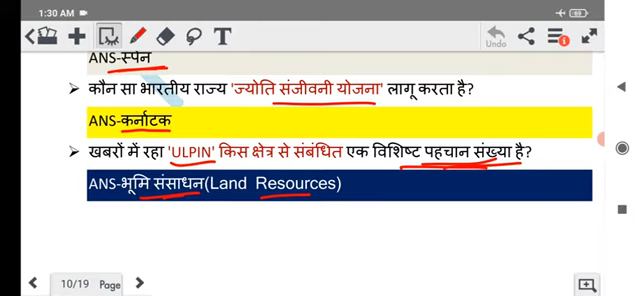 1:30 AM
69
Undo
ANS-स्पेन
➤ कौन सा भारतीय राज्य 'ज्योति संजीवनी योजना' लागू करता है?
ANS-कर्नाटक
➤ खबरों में रहा 'ULPIN' किस क्षेत्र से संबंधित एक विशिष्ट पहचान संख्या है?
ANS-भूमि संसाधन(Land Resources)
10/19 Page